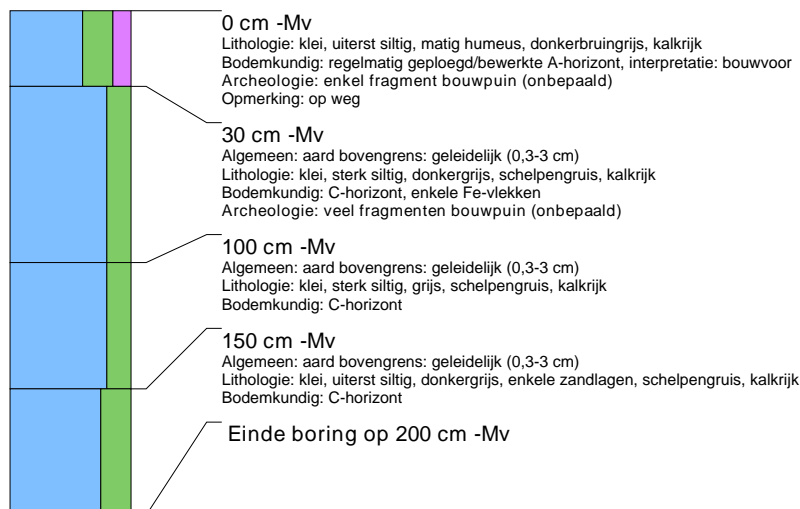 0 cm -Mv
Lithologie: klei, uiterst siltig, matig humeus, donkerbruingrijs, kalkrijk
Bodemkundig: regelmatig geploegd/bewerkte A-horizont, interpretatie: bouwvoor
Archeologie: enkel fragment bouwpuin (onbepaald)
Opmerking: op weg
30 cm -Mv
Algemeen: aard bovengrens: geleidelijk (0,3-3 cm)
Lithologie: klei, sterk siltig, donkergrijs, schelpengruis, kalkrijk
Bodemkundig: C-horizont, enkele Fe-vlekken
Archeologie: veel fragmenten bouwpuin (onbepaald)
100 cm -Mv
Algemeen: aard bovengrens: geleidelijk (0,3-3 cm)
Lithologie: klei, sterk siltig, grijs, schelpengruis, kalkrijk
Bodemkundig: C-horizont
150 cm -Mv
Algemeen: aard bovengrens: geleidelijk (0,3-3 cm)
Lithologie: klei, uiterst siltig, donkergrijs, enkele zandlagen, schelpengruis, kalkrijk
Bodemkundig: C-horizont
Einde boring op 200 cm -Mv